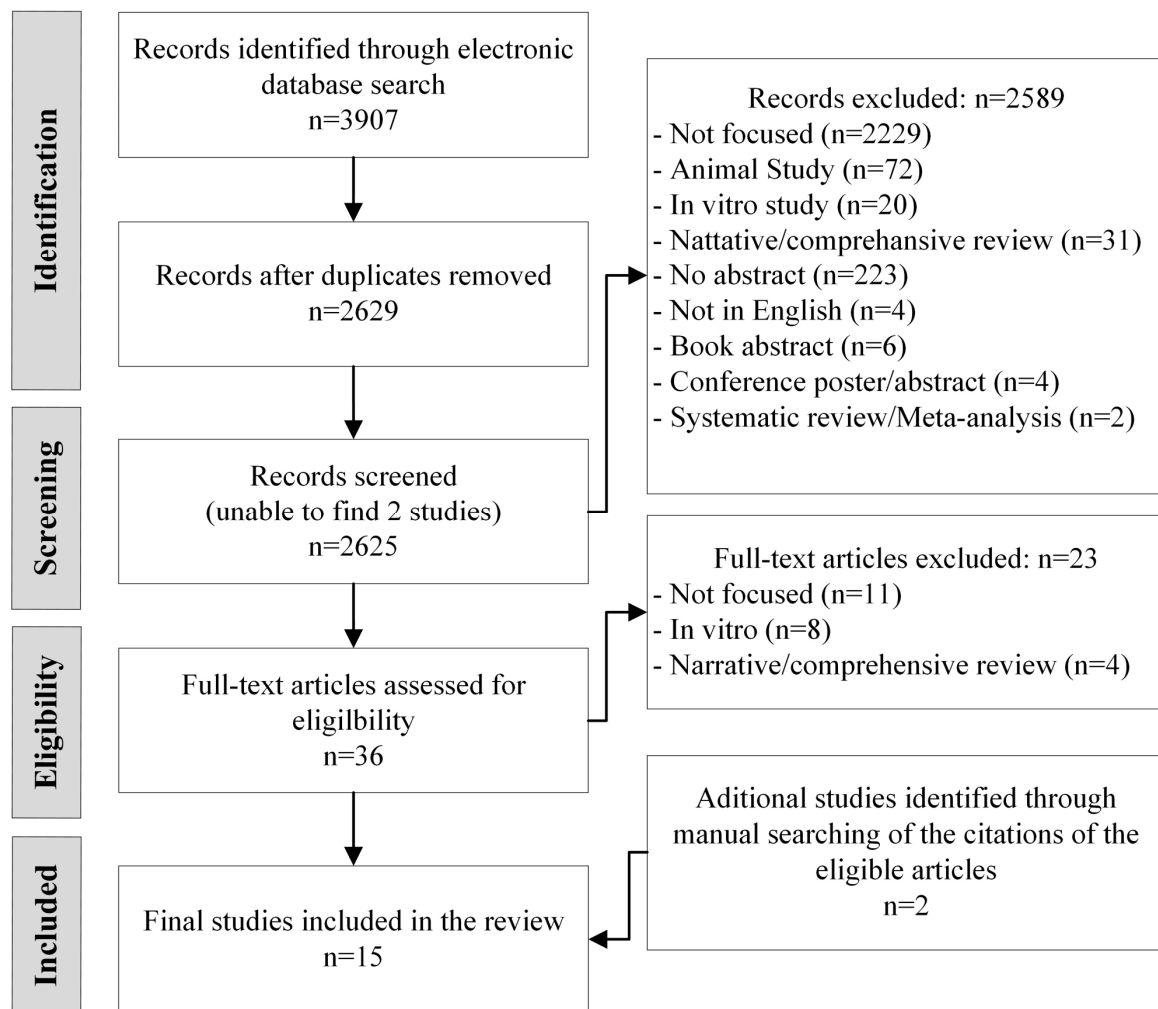 Identification
Records identified through electronic
database search
n=3907
Records after duplicates removed
n=2629
Records excluded: n=2589
- Not focused (n=2229)
- Animal Study (n=72)
- In vitro study (n=20)
- Nattative/comprehansive review (n=31)
- No abstract (n=223)
- Not in English (n=4)
- Book abstract (n=6)
- Conference poster/abstract (n=4)
- Systematic review/Meta-analysis (n=2)
Screening
Records screened
(unable to find 2 studies)
n=2625
Full-text articles excluded: n=23
- Not focused (n=11)
- In vitro (n=8)
- Narrative/comprehensive review (n=4)
Eligibility
Full-text articles assessed for
eligilbility
n=36
Aditional studies identified through
manual searching of the citations of the
eligible articles
n=2
Included
Final studies included in the review
n=15